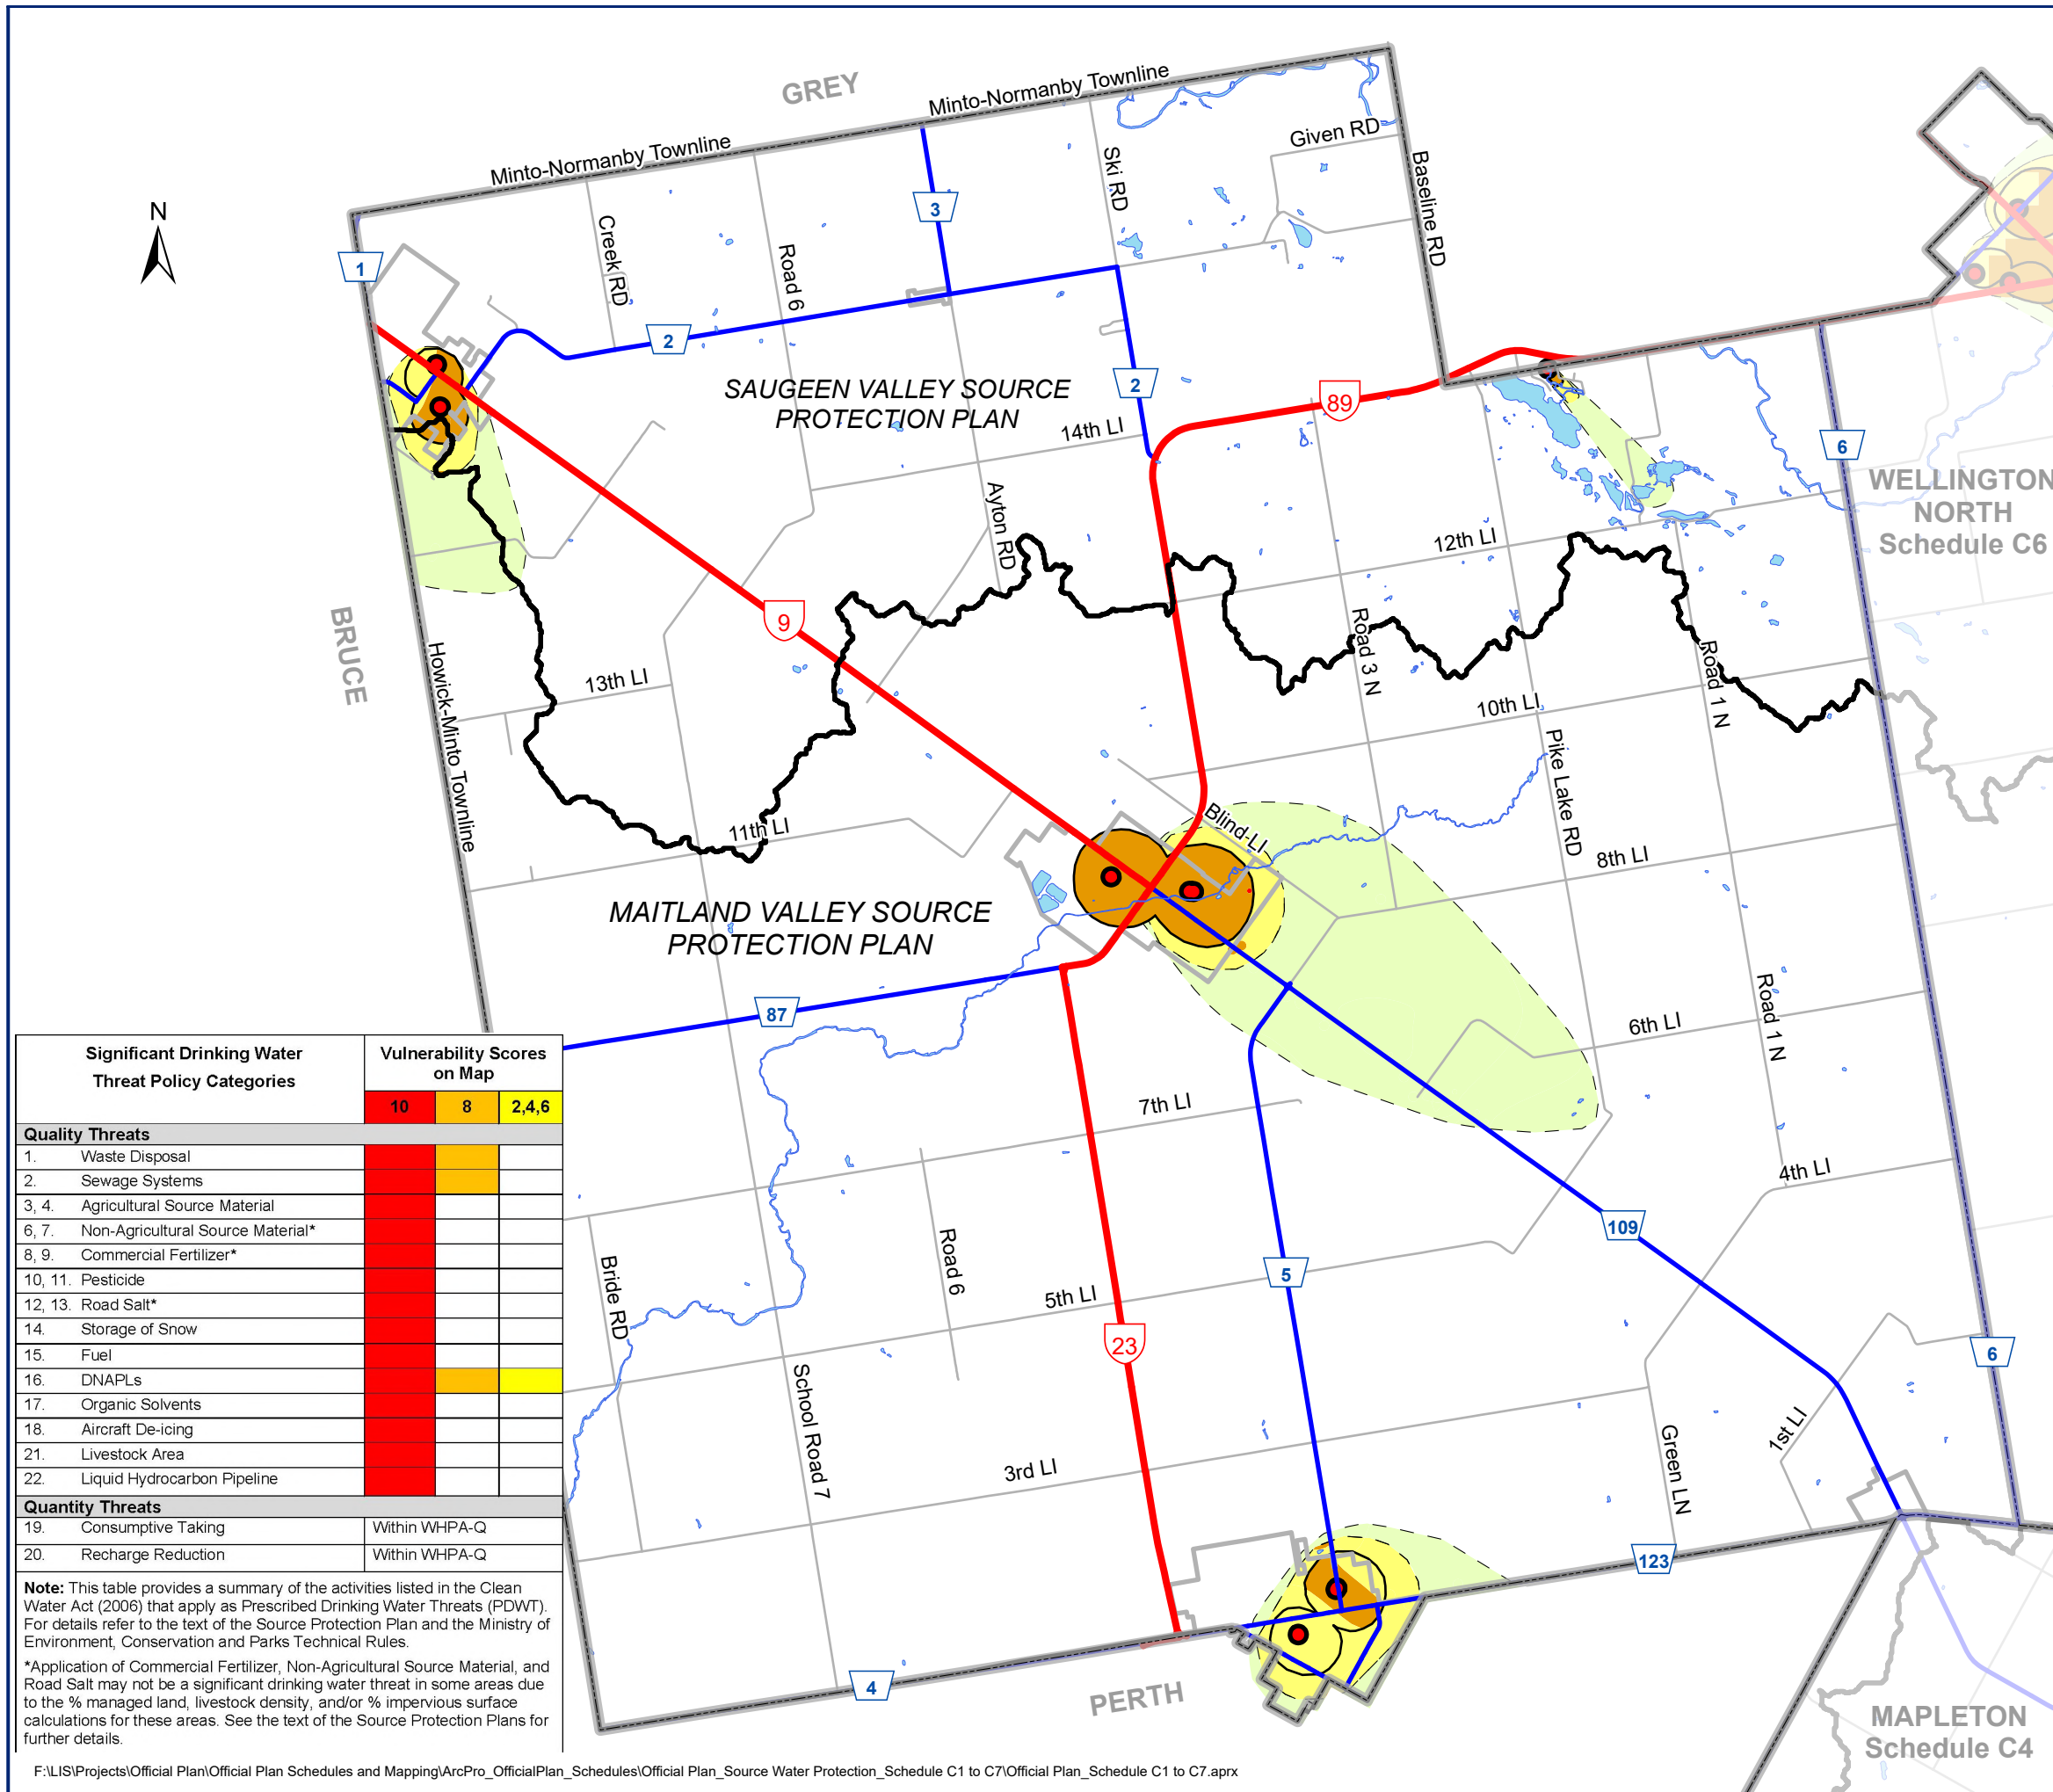 GREY
Minto-Normanby Townline
Minto-Normanby Townline
Given RD
Ski RD
Baseline RD
N
3
1
Creek RD
Road 6
2
SAUGEEN VALLEY SOURCE
PROTECTION PLAN
2
89
14th LI
6
WELLINGTON
NORTH
Schedule C6
Ayton RD
12th LI
BRUCE
9
Road 3 N
Road 1 N
13th LI
Howick-Minto Townline
10th LI
Pike Lake RD
11th LI
Blind-LI
8th LI
MAITLAND VALLEY SOURCE
PROTECTION PLAN
87
6th LI
Road 1 N
7th LI
4th LI
109
Road 6
Bride RD
5th LI
5
23
6
School Road 7
Green LN
1st LI
3rd LI
123
4
PERTH
MAPLETON
Schedule C4
Significant Drinking Water
Threat Policy Categories
Vulnerability Scores
on Map
10 8 2,4,6
Quality Threats
1. Waste Disposal
2. Sewage Systems
3, 4. Agricultural Source Material
6, 7. Non-Agricultural Source Material*
8, 9. Commercial Fertilizer*
10, 11. Pesticide
12, 13. Road Salt*
14. Storage of Snow
15. Fuel
16. DNAPLs
17. Organic Solvents
18. Aircraft De-icing
21. Livestock Area
22. Liquid Hydrocarbon Pipeline
Quantity Threats
19. Consumptive Taking Within WHPA-Q
20. Recharge Reduction Within WHPA-Q
Note: This table provides a summary of the activities listed in the Clean
Water Act (2006) that apply as Prescribed Drinking Water Threats (PDWT).
For details refer to the text of the Source Protection Plan and the Ministry of
Environment, Conservation and Parks Technical Rules.
*Application of Commercial Fertilizer, Non-Agricultural Source Material, and
Road Salt may not be a significant drinking water threat in some areas due
to the % managed land, livestock density, and/or % impervious surface
calculations for these areas. See the text of the Source Protection Plans for
further details.
F:\LIS\Projects\Official Plan\Official Plan Schedules and Mapping\ArcPro_OfficialPlan_Schedules\Official Plan_Source Water Protection_Schedule C1 to C7\Official Plan_Schedule C1 to C7.aprx